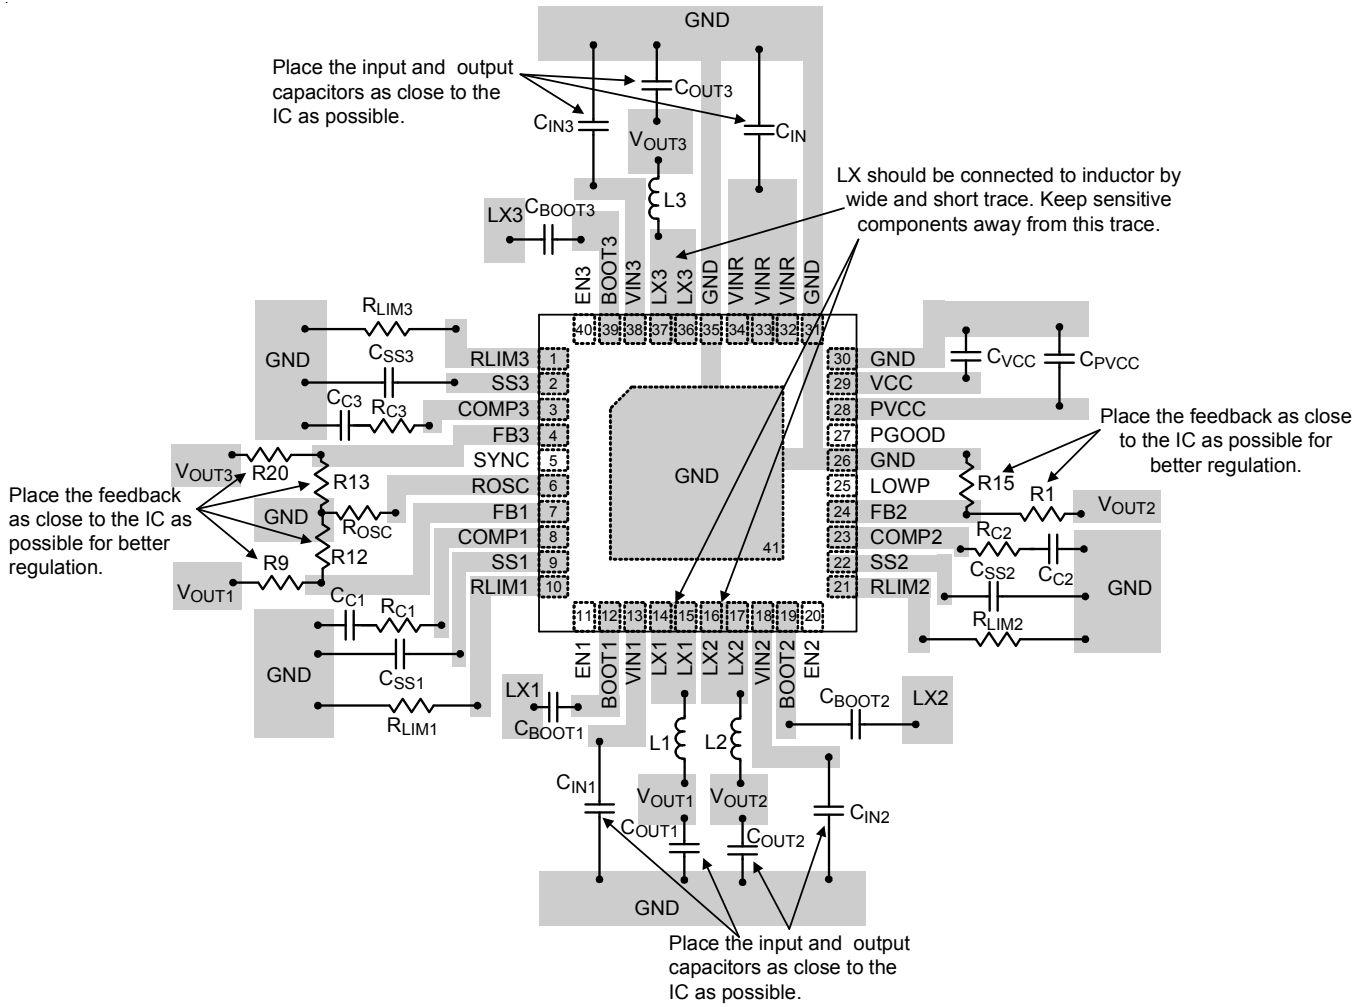 GND
Place the input and output
capacitors as close to the
IC as possible.
COUT3
CIN3
CIN
VOUT3
LX should be connected to inductor by
wide and short trace. Keep sensitive
components away from this trace.
L3
LX3
CBOOT3
EN3
BOOT3
VIN3
LX3
LX3
GND
VINR
VINR
VINR
GND
40 39 38 37 36 35 34 33 32 31
RLIM3
GND
CSS3
CC3
RC3
RLIM3 1
SS3 2
COMP3 3
FB3 4
SYNC 5
ROSC 6
FB1 7
COMP1 8
SS1 9
RLIM1 10
30 GND
29 VCC
28 PVCC
27 PGOOD
26 GND
25 LOWP
24 FB2
23 COMP2
22 SS2
21 RLIM2
CVCC
CPVCC
GND
41
Place the feedback as close
to the IC as possible for
better regulation.
R15
R1
VOUT2
RC2
CC2
CSS2
GND
RLIM2
VOUT3
R20
R13
Place the feedback
as close to the IC as
possible for better
regulation.
GND
ROSC
R12
R9
VOUT1
CC1
RC1
GND
CSS1
RLIM1
11 12 13 14 15 16 17 18 19 20
EN1
BOOT1
VIN1
LX1
LX1
LX2
LX2
VIN2
BOOT2
EN2
LX1
CBOOT1
CBOOT2
LX2
L1
L2
CIN1
VOUT1
VOUT2
CIN2
COUT1
COUT2
GND
Place the input and output
capacitors as close to the
IC as possible.